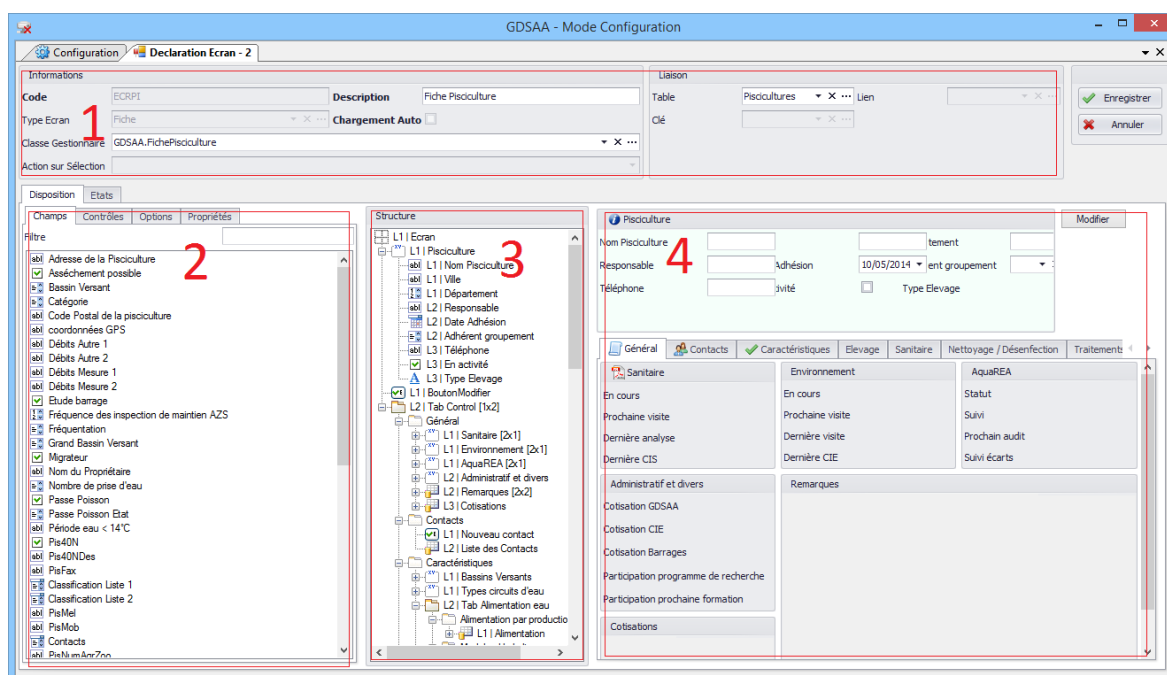 GDSAA - Mode Configuration
Configuration
Declaration Ecran - 2
Informations
Liaison
Code
ECRPI
Description
Fiche Pisciculture
Table
Piscicultures
Lien
Enregistrer
1
Type Ecran
Fiche
Chargement Auto
Clé
Annuler
Classe Gestionnaire
GDSAA.FichePisciculture
Action sur Sélection
Disposition
Etats
Champs
Contrôles
Options
Propriétés
Filtre
2
Adresse de la Pisciculture
Asséchement possible
Bassin Versant
Catégorie
Code Postal de la pisciculture
coordonnées GPS
Débits Autre 1
Débits Autre 2
Débits Mesure 1
Débits Mesure 2
Etude barrage
Fréquence des inspection de maintien AZS
Fréquentation
Grand Bassin Versant
Migrateur
Nom du Propriétaire
Nombre de prise d'eau
Passe Poisson
Passe Poisson Etat
Période eau < 14°C
Pis40N
Pis40NDes
PisFax
Classification Liste 1
Classification Liste 2
PisMel
PisMob
Contacts
PisNumAgrZoo
Structure
3
L1 | Ecran
L1 | Pisciculture
L1 | Nom Pisciculture
L1 | Ville
L1 | Département
L2 | Responsable
L2 | Date Adhésion
L2 | Adhérent groupement
L3 | Téléphone
L3 | En activité
L3 | Type Elevage
L1 | BoutonModifier
L2 | Tab Control [1x2]
Général
L1 | Sanitaire [2x1]
L1 | Environnement [2x1]
L1 | AquaREA [2x1]
L2 | Administratif et divers
L2 | Remarques [2x2]
L3 | Cotisations
Contacts
L1 | Nouveau contact
L2 | Liste des Contacts
Caractéristiques
L1 | Bassins Versants
L1 | Types circuits d'eau
L2 | Tab Alimentation eau
Alimentation par productio
L1 | Alimentation
Pisciculture
Modifier
4
Nom Pisciculture
tement
Responsable
Adhésion
10/05/2014
ent groupement
Téléphone
ivité
Type Elevage
Général
Contacts
Caractéristiques
Elevage
Sanitaire
Nettoyage / Désenfection
Traitements
Sanitaire
Environnement
AquaREA
En cours
En cours
Statut
Prochaine visite
Prochaine visite
Suivi
Dernière analyse
Dernière visite
Prochain audit
Dernière CIS
Dernière CIE
Suivi écarts
Administratif et divers
Remarques
Cotisation GDSAA
Cotisation CIE
Cotisation Barrages
Participation programme de recherche
Participation prochaine formation
Cotisations